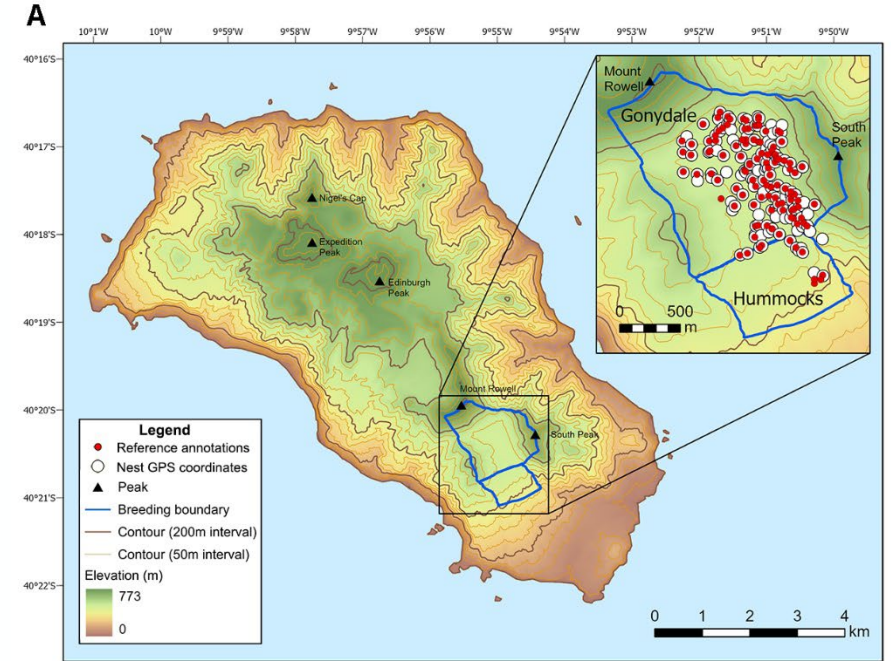 A
10°1'W 10°W 9°59'W 9°58'W 9°57'W 9°56'W 9°55'W 9°54'W 9°53'W 9°52'W 9°51'W 9°50'W
40°16'S
40°17'S
40°18'S
40°19'S
40°20'S
40°21'S
40°22'S
Nigel's Cap
Expedition
Peak
Edinburgh
Peak
Mount Rowell
South Peak
Mount
Rowell
Gonydale
South
Peak
Hummocks
0 500
m
Legend
Reference annotations
Nest GPS coordinates
Peak
Breeding boundary
Contour (200m interval)
Contour (50m interval)
Elevation (m)
773
0
0 1 2 3 4
km